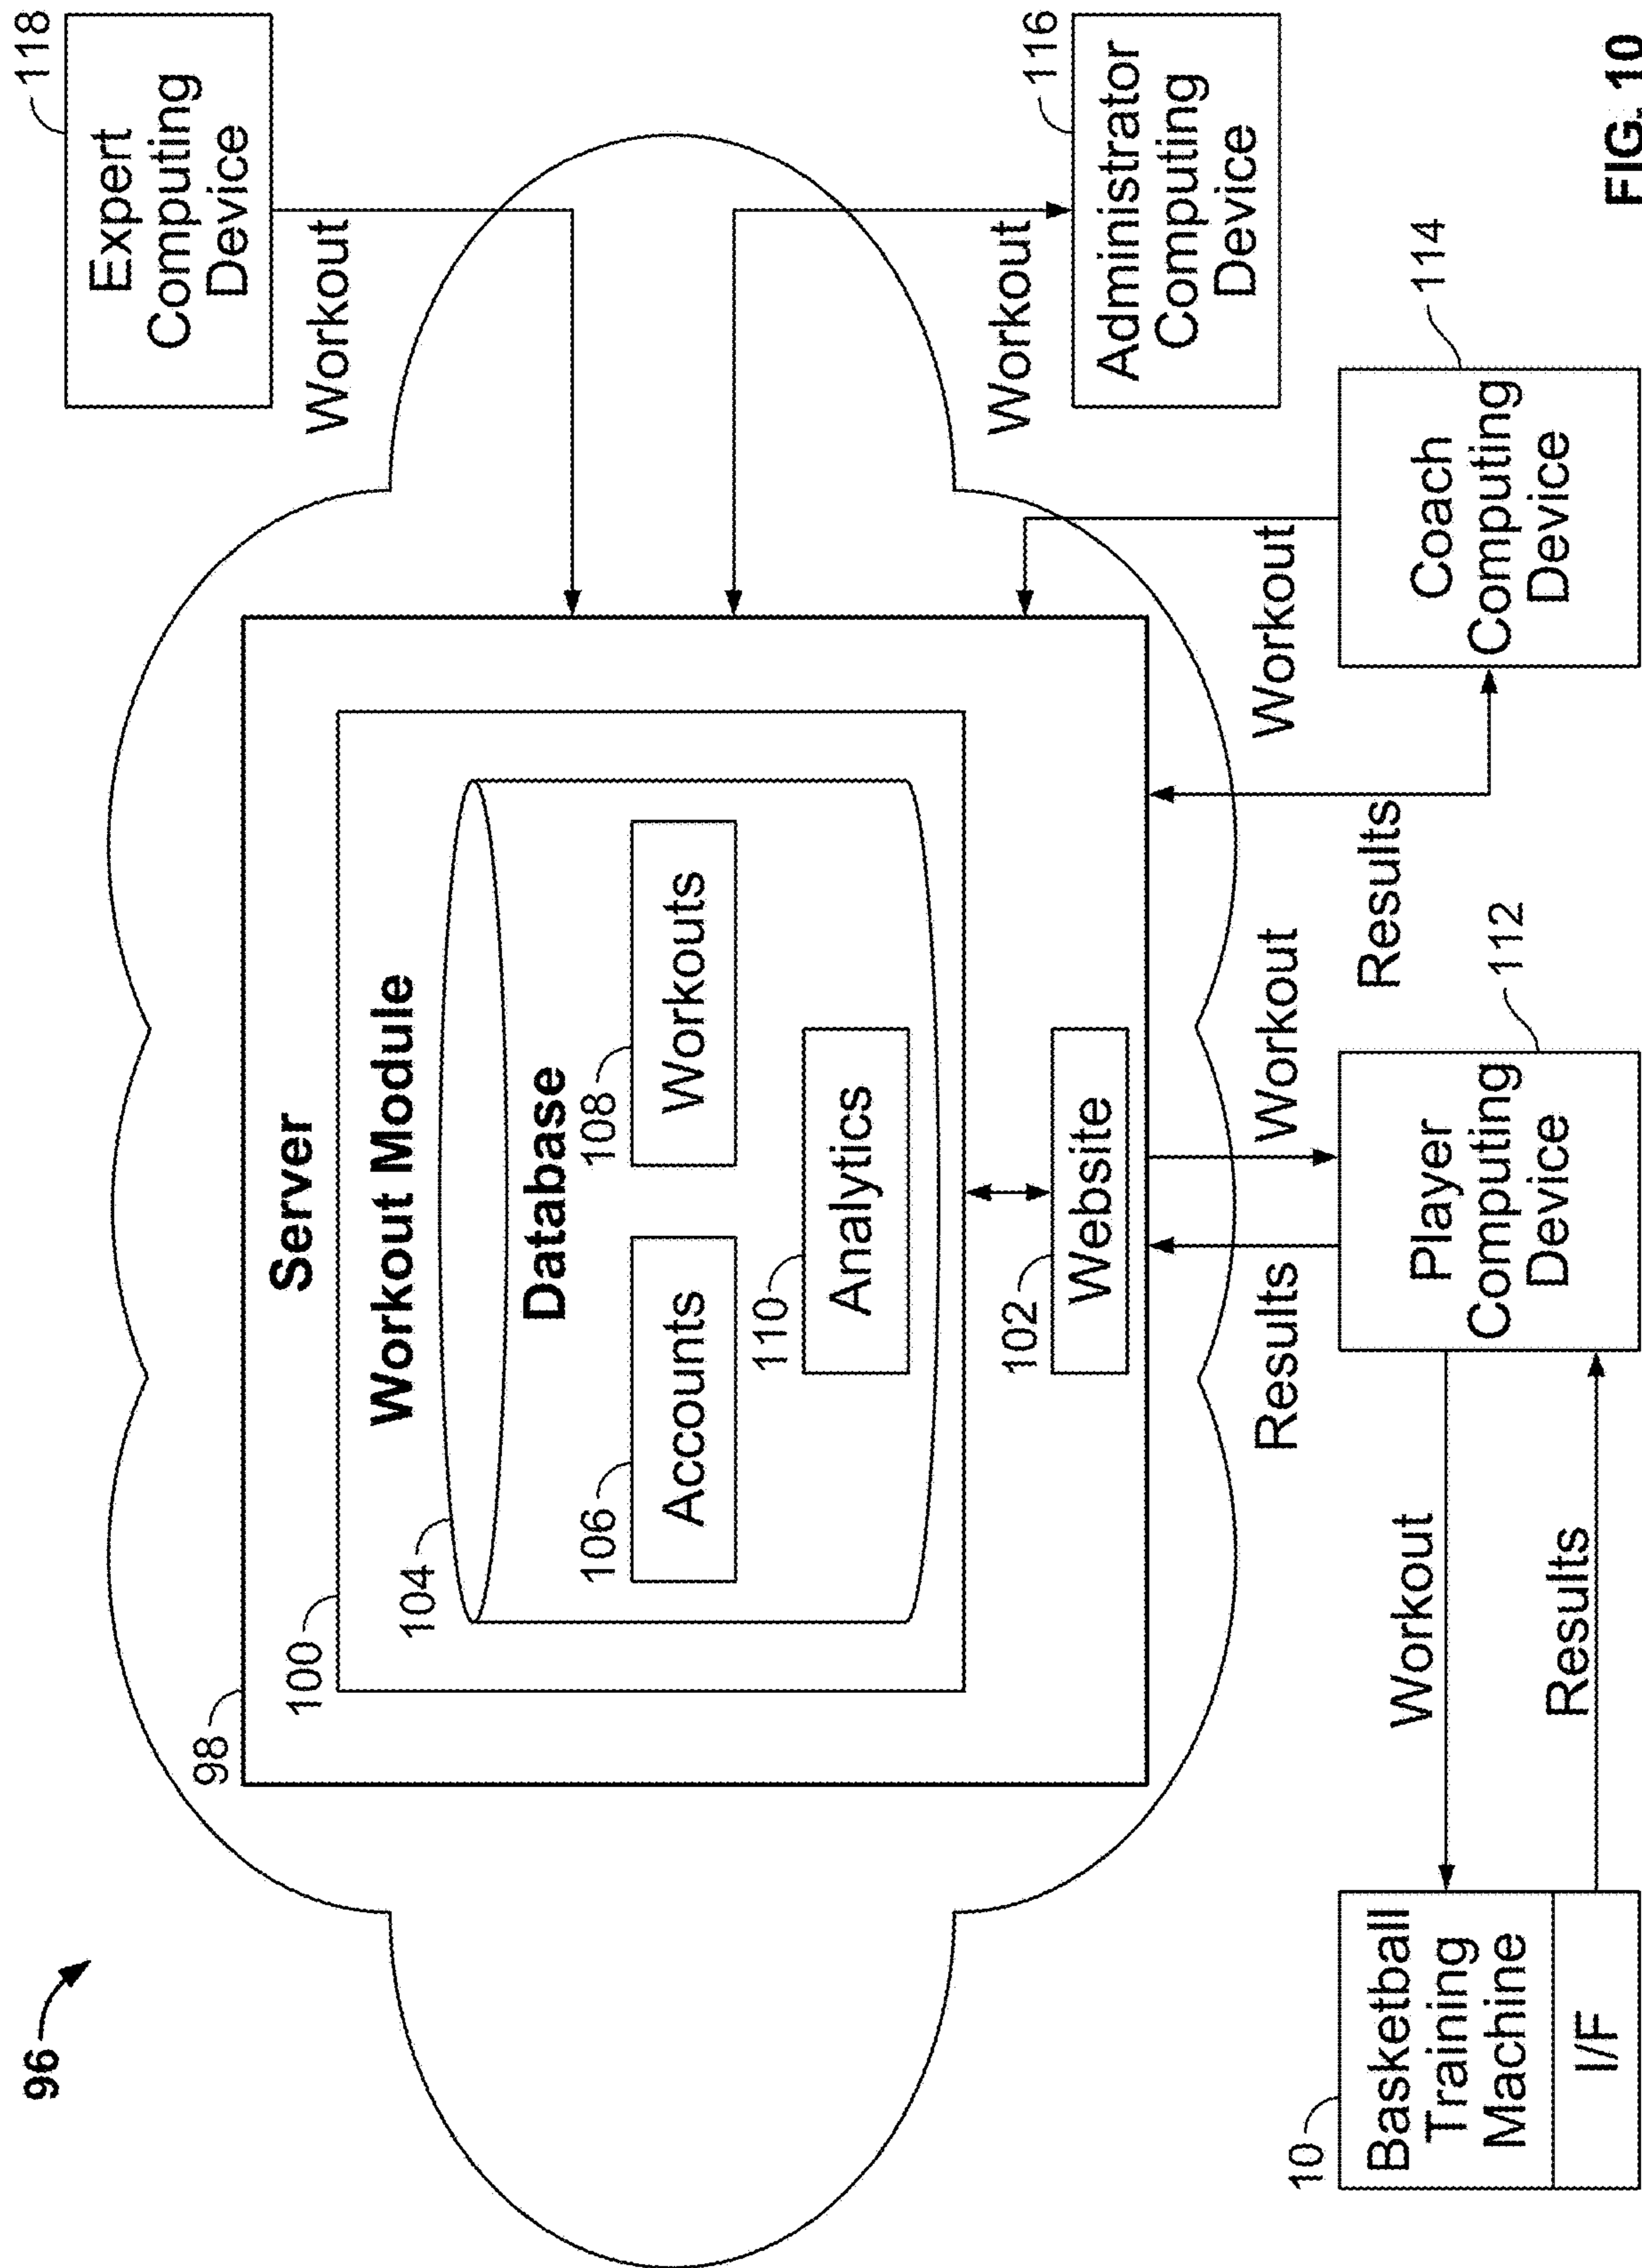 96
98
Server
100
Workout Module
104
Database
106
Accounts
108
Workouts
110
Analytics
102
Website
118
Expert
Computing
Device
Workout
116
Administrator
Computing
Device
Workout
114
Coach
Computing
Device
Workout
Results
112
Player
Computing
Device
Workout
Results
Workout
Results
10
Basketball
Training
Machine
I/F
FIG. 10